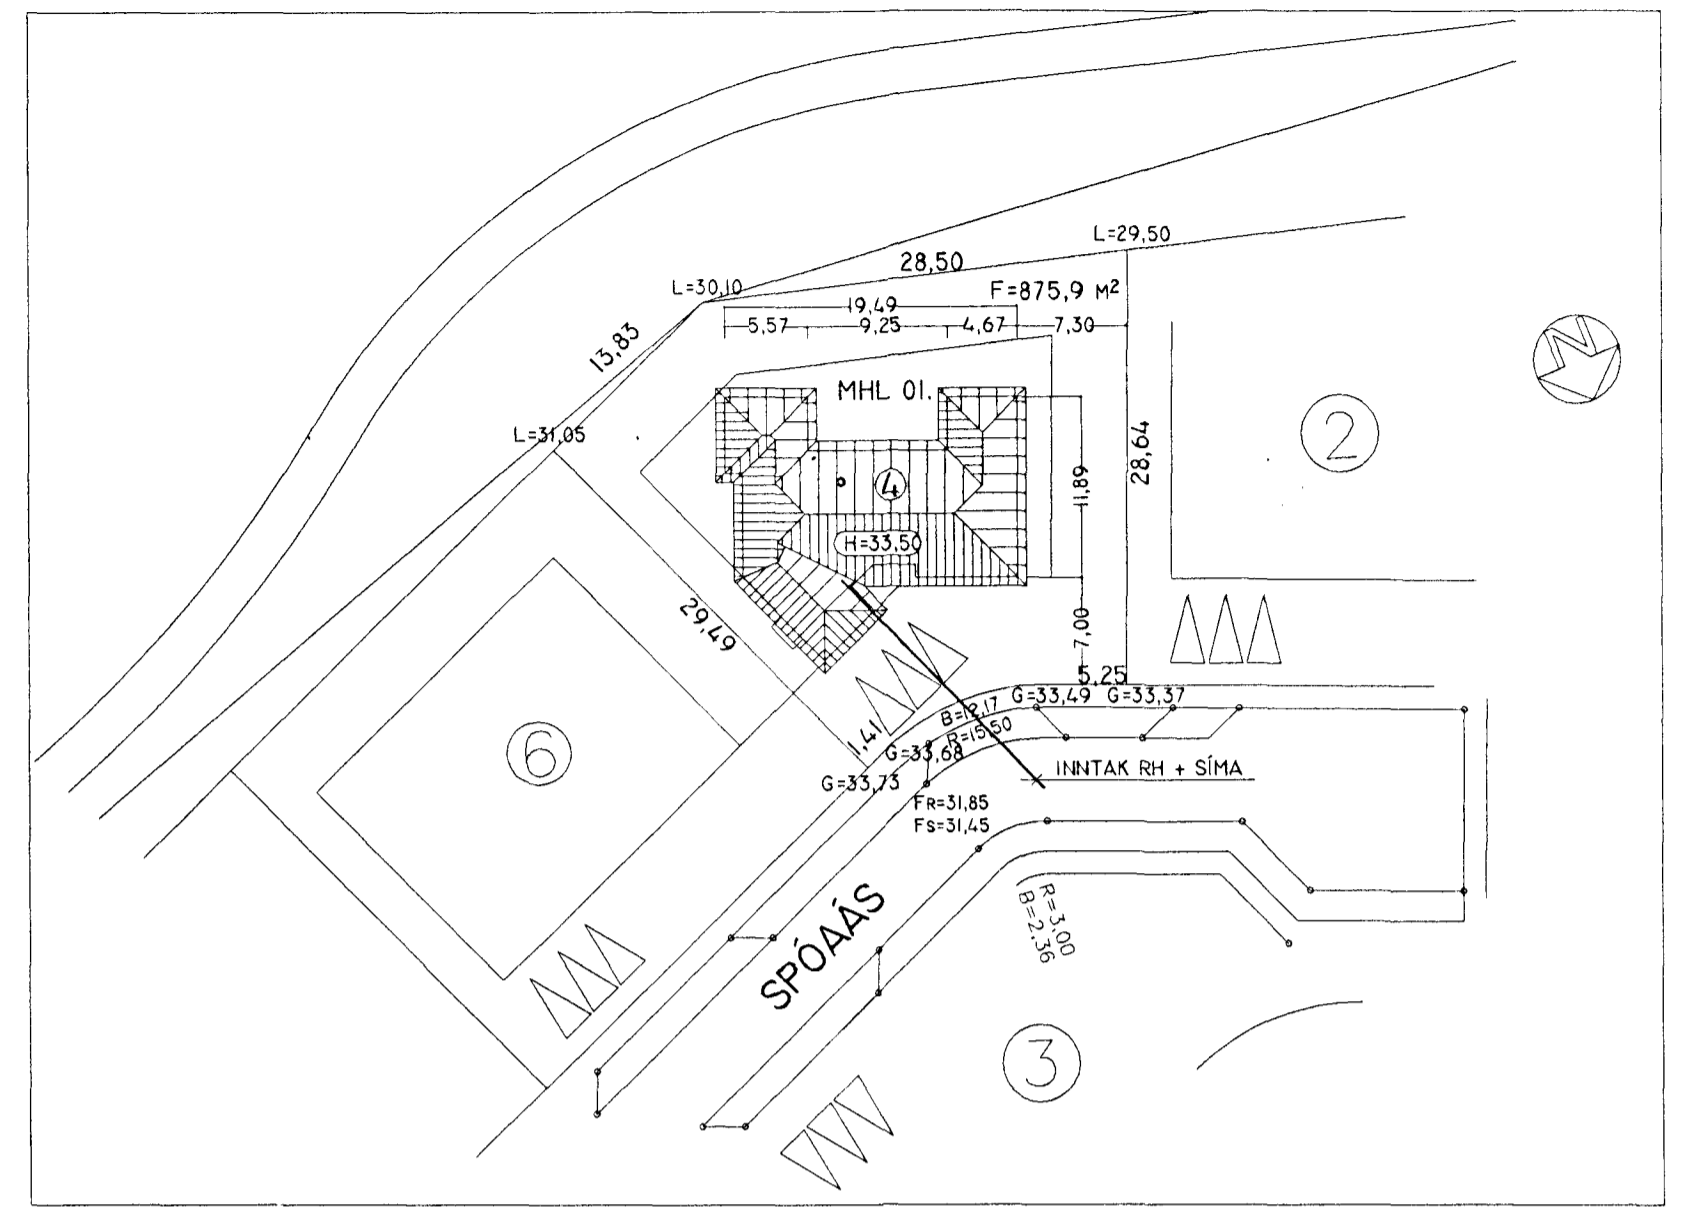 L=29,50
28,50
L=30,10
F=875,9 M²
19,49
5,57 9,25 4,67 7,30
13,83
MHL 01.
N
L=31,05
2
28,64
11,89
4
H=33,50
29,49
7,00
5,25
G=33,49 G=33,37
B=12,17
R=15,50
1,41
G=33,68
6
G=33,73
INNTAK RH + SÍMA
FR=31,85
FS=31,45
SPÓAÁS
R=3,00
B=2,36
3